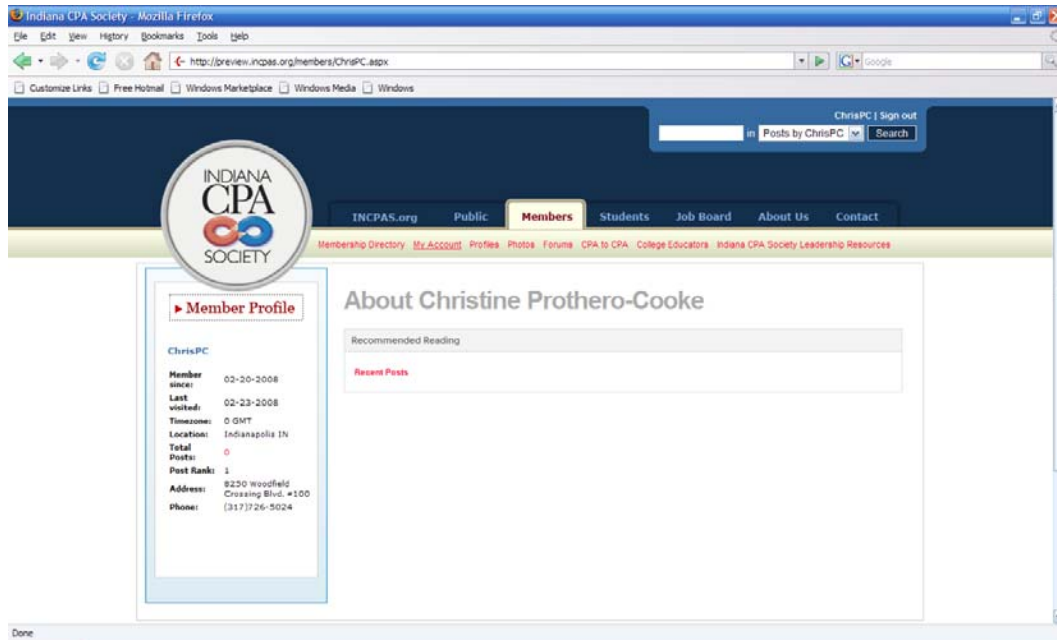 Indiana CPA Society - Mozilla Firefox
File Edit View History Bookmarks Tools Help
http://preview.incpas.org/members/ChrisPC.aspx
Google
Customize Links Free Hotmail Windows Marketplace Windows Media Windows
ChrisPC | Sign out
in Posts by ChrisPC Search
INDIANA
CPA
SOCIETY
INCPAS.org Public Members Students Job Board About Us Contact
Membership Directory My Account Profiles Photos Forums CPA to CPA College Educators Indiana CPA Society Leadership Resources
Member Profile
ChrisPC
Member since: 02-20-2008
Last visited: 02-23-2008
Timezone: 0 GMT
Location: Indianapolis IN
Total Posts: 0
Post Rank: 1
Address: 8250 Woodfield Crossing Blvd. #100
Phone: (317)726-5024
About Christine Prothero-Cooke
Recommended Reading
Recent Posts
Done